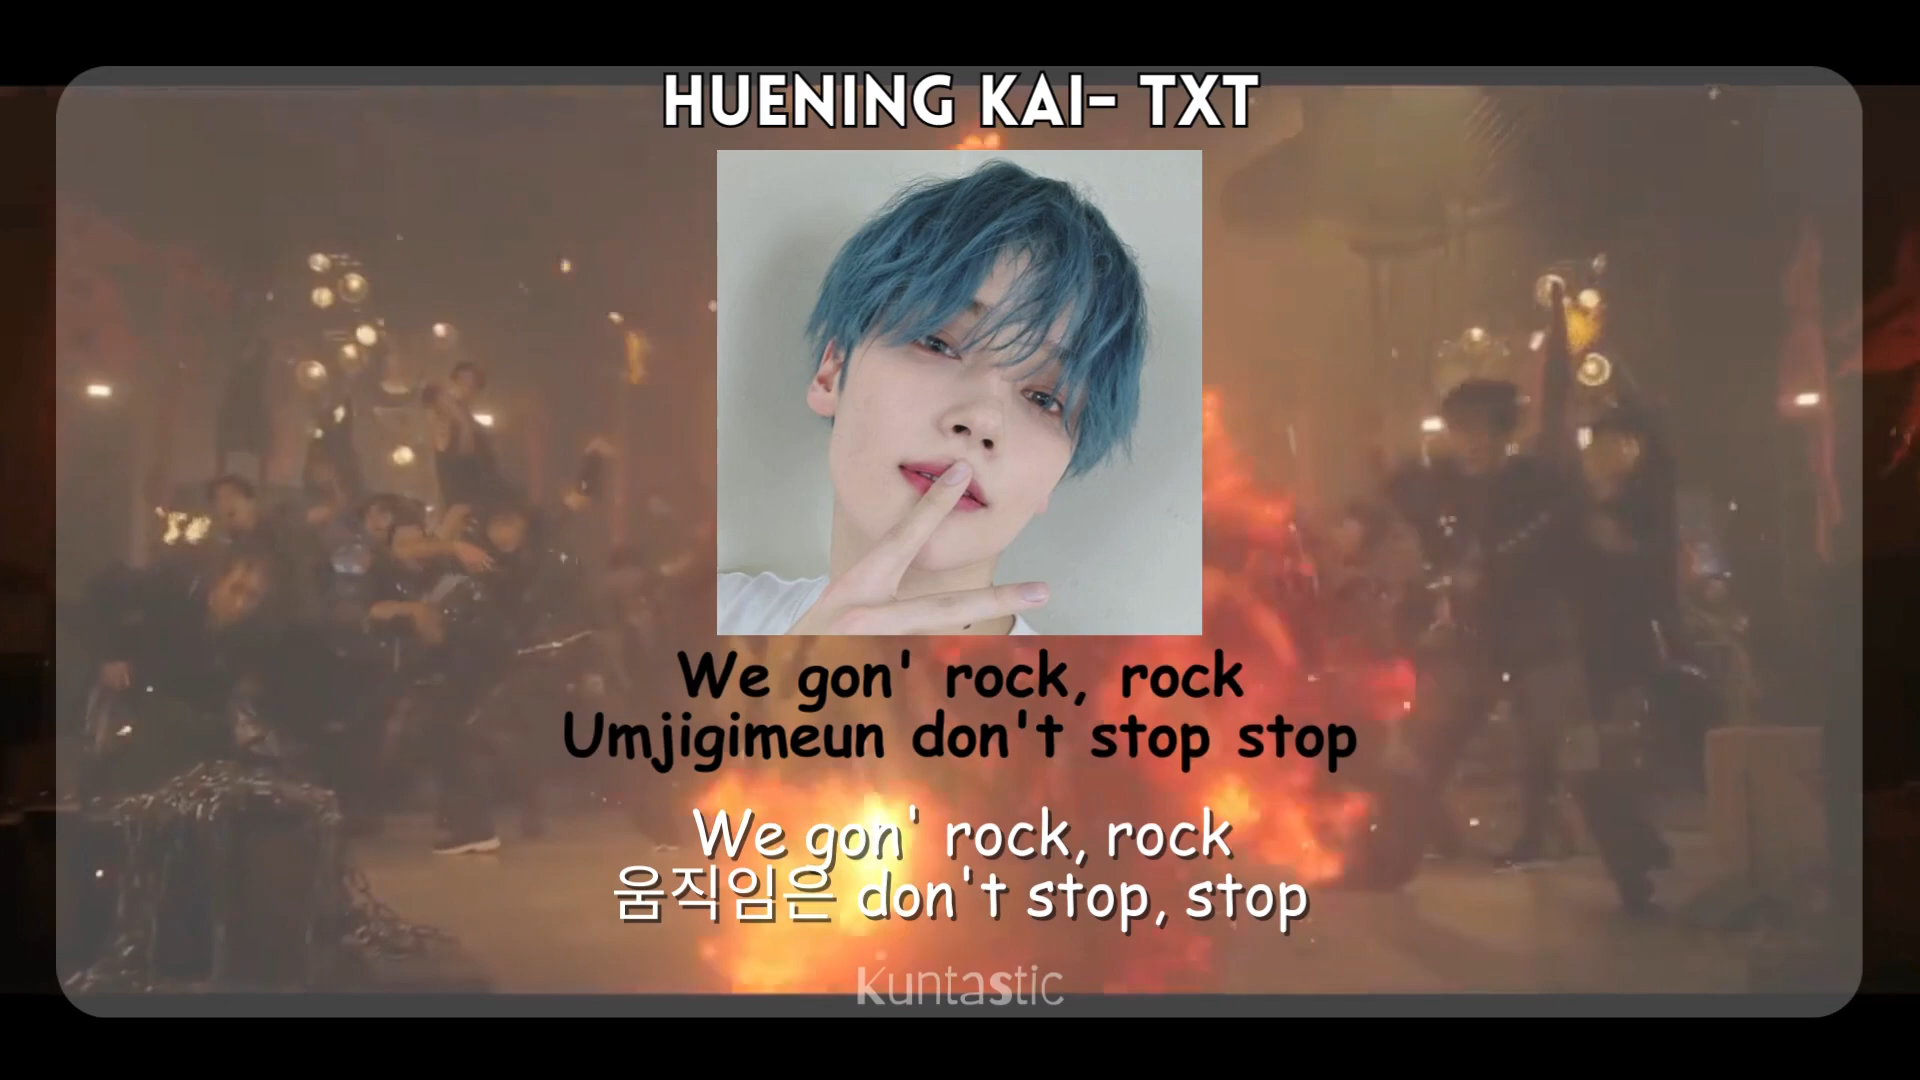 HUENING KAI- TXT
We gon' rock, rock
Umjigimeun don't stop stop
We gon' rock, rock
움직임은 don't stop, stop
Kuntastic